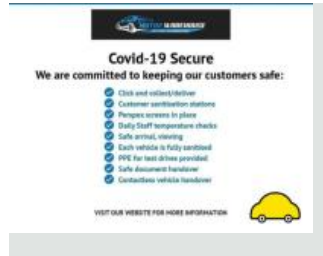 MOTOR WAREHOUSE
Covid-19 Secure
We are committed to keeping our customers safe:
Click and collect/deliver
Customer sanitisation stations
Perspex screens in place
Daily Staff temperature checks
Safe arrival, viewing
Each vehicle is fully sanitised
PPE for test drives provided
Safe document handover
Contactless vehicle handover
VISIT OUR WEBSITE FOR MORE INFORMATION